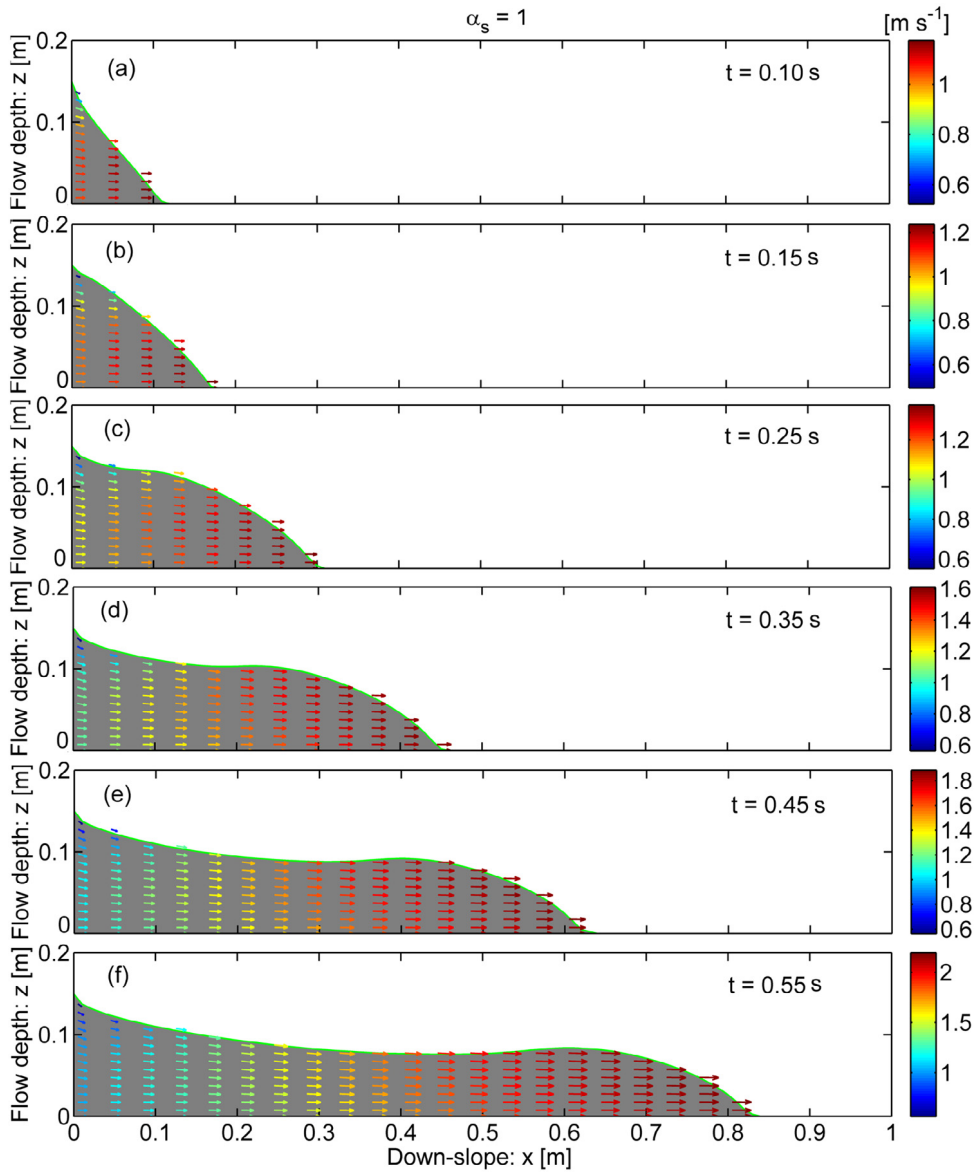 αs = 1
[m s⁻¹]
(a)
t = 0.10 s
Flow depth: z [m]
0.2
0.1
0
1
0.8
0.6
(b)
t = 0.15 s
Flow depth: z [m]
0.2
0.1
0
1.2
1
0.8
0.6
(c)
t = 0.25 s
Flow depth: z [m]
0.2
0.1
0
1.2
1
0.8
0.6
(d)
t = 0.35 s
Flow depth: z [m]
0.2
0.1
0
1.6
1.4
1.2
1
0.8
0.6
(e)
t = 0.45 s
Flow depth: z [m]
0.2
0.1
0
1.8
1.6
1.4
1.2
1
0.8
0.6
(f)
t = 0.55 s
Flow depth: z [m]
0.2
0.1
0
2
1.5
1
0 0.1 0.2 0.3 0.4 0.5 0.6 0.7 0.8 0.9 1
Down-slope: x [m]